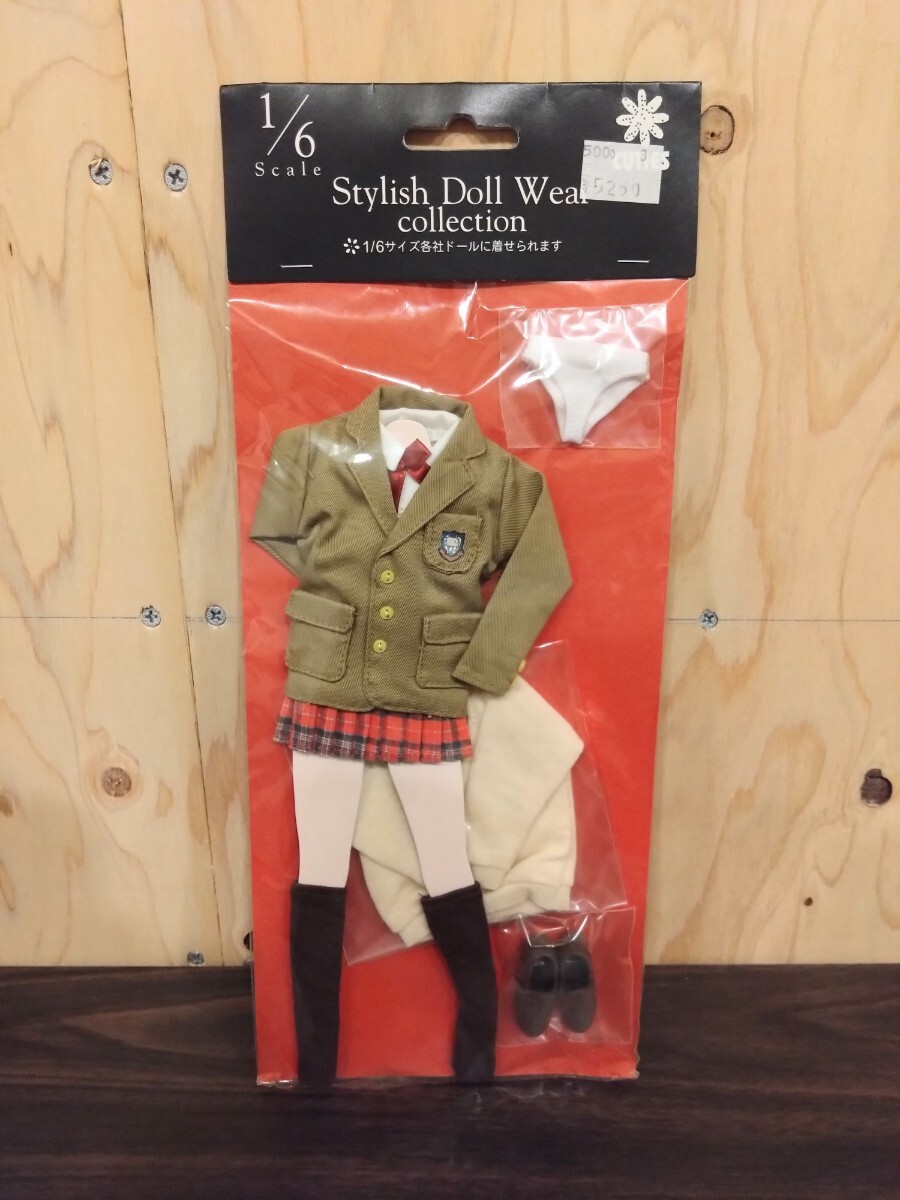 1/6
Scale
Stylish Doll Wear
collection
1/6サイズ各社ドールに着せられます
CUTIES
5000